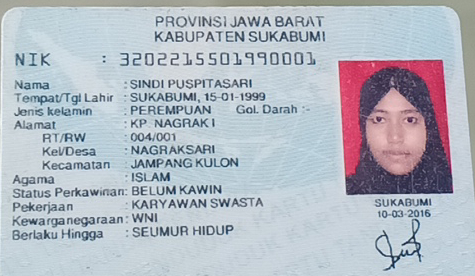 PROVINSI JAWA BARAT
KABUPATEN SUKABUMI
NIK : 3202215501990001
Nama : SINDI PUSPITASARI
Tempat/Tgl Lahir : SUKABUMI, 15-01-1999
Jenis kelamin : PEREMPUAN Gol. Darah :-
Alamat : KP. NAGRAK I
RT/RW : 004/001
Kel/Desa : NAGRAKSARI
Kecamatan : JAMPANG KULON
Agama : ISLAM
Status Perkawinan: BELUM KAWIN
Pekerjaan : KARYAWAN SWASTA
Kewarganegaraan: WNI
Berlaku Hingga : SEUMUR HIDUP
SUKABUMI
10-03-2016